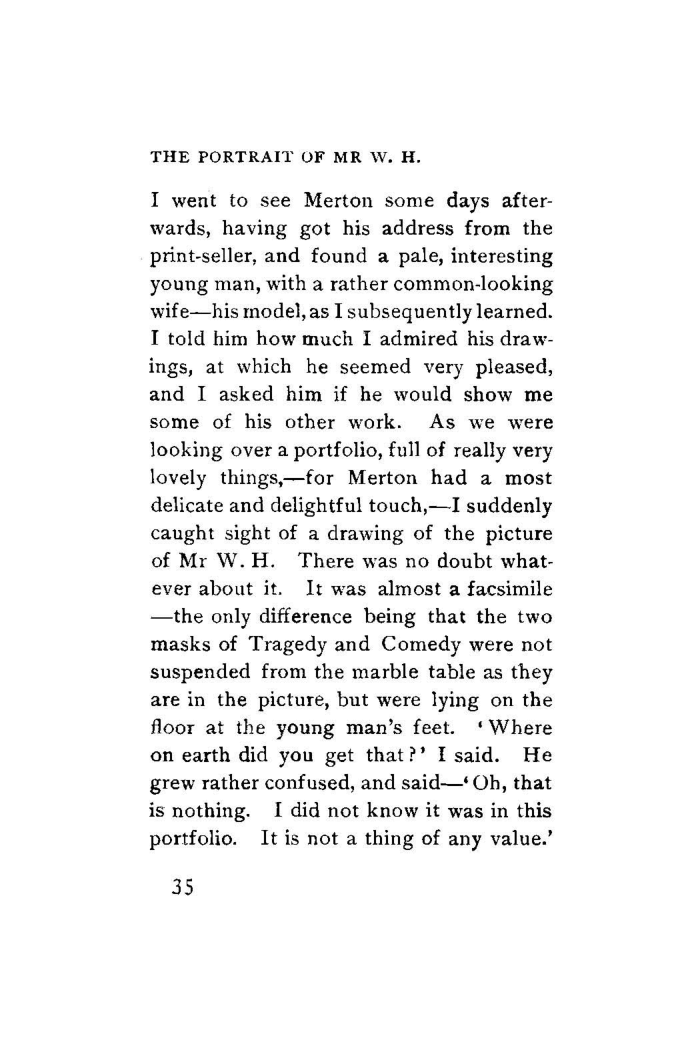 THE PORTRAIT OF MR W. H.
I went to see Merton some days after-
wards, having got his address from the
print-seller, and found a pale, interesting
young man, with a rather common-looking
wife—his model, as I subsequently learned.
I told him how much I admired his draw-
ings, at which he seemed very pleased,
and I asked him if he would show me
some of his other work. As we were
looking over a portfolio, full of really very
lovely things,—for Merton had a most
delicate and delightful touch,—I suddenly
caught sight of a drawing of the picture
of Mr W. H. There was no doubt what-
ever about it. It was almost a facsimile
—the only difference being that the two
masks of Tragedy and Comedy were not
suspended from the marble table as they
are in the picture, but were lying on the
floor at the young man's feet. ‘Where
on earth did you get that?’ I said. He
grew rather confused, and said—‘Oh, that
is nothing. I did not know it was in this
portfolio. It is not a thing of any value.’
35